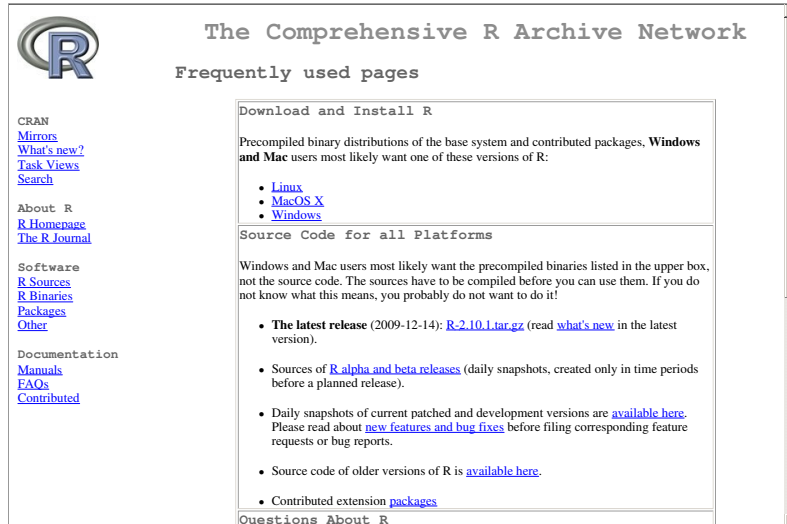 R
The Comprehensive R Archive Network
Frequently used pages
CRAN
Mirrors
What's new?
Task Views
Search
About R
R Homepage
The R Journal
Software
R Sources
R Binaries
Packages
Other
Documentation
Manuals
FAQs
Contributed
Download and Install R
Precompiled binary distributions of the base system and contributed packages, Windows
and Mac users most likely want one of these versions of R:
• Linux
• MacOS X
• Windows
Source Code for all Platforms
Windows and Mac users most likely want the precompiled binaries listed in the upper box,
not the source code. The sources have to be compiled before you can use them. If you do
not know what this means, you probably do not want to do it!
• The latest release (2009-12-14): R-2.10.1.tar.gz (read what's new in the latest
version).
• Sources of R alpha and beta releases (daily snapshots, created only in time periods
before a planned release).
• Daily snapshots of current patched and development versions are available here.
Please read about new features and bug fixes before filing corresponding feature
requests or bug reports.
• Source code of older versions of R is available here.
• Contributed extension packages
Questions About R